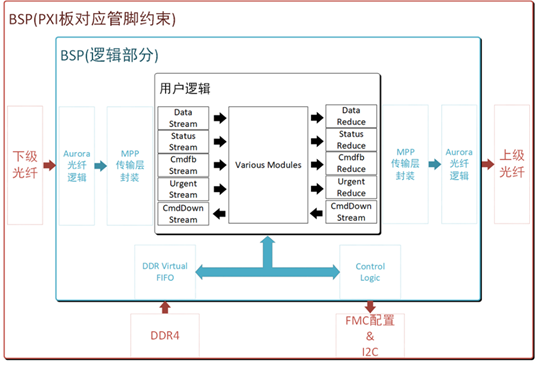 BSP(PXI板对应管脚约束)
BSP(逻辑部分)
用户逻辑
下级
光纤
Aurora
光纤
逻辑
MPP
传输层
封装
Data
Stream
Status
Stream
Cmdfb
Stream
Urgent
Stream
CmdDown
Stream
Various Modules
Data
Reduce
Status
Reduce
Cmdfb
Reduce
Urgent
Reduce
CmdDown
Stream
MPP
传输层
封装
Aurora
光纤
逻辑
上级
光纤
DDR Virtual
FIFO
Control
Logic
DDR4
FMC配置
&
I2C